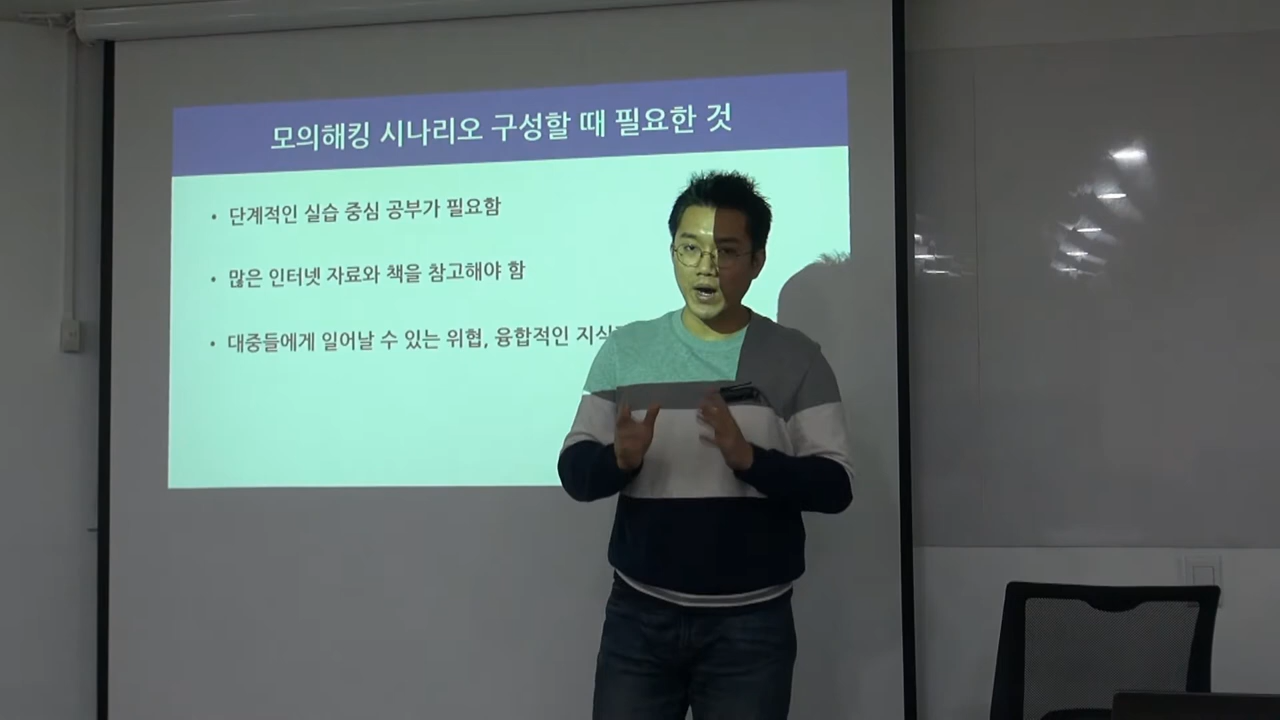 모의해킹 시나리오 구성할 때 필요한 것
• 단계적인 실습 중심 공부가 필요함
• 많은 인터넷 자료와 책을 참고해야 함
• 대중들에게 일어날 수 있는 위협, 융합적인